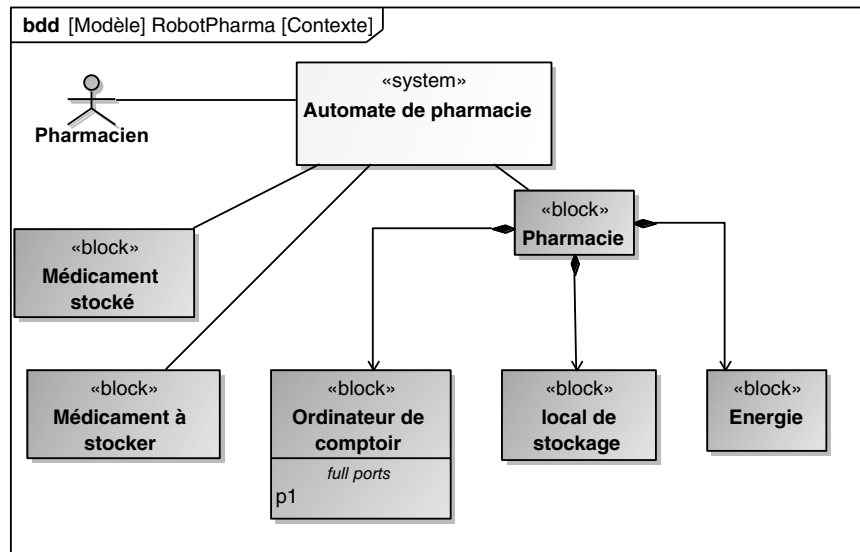 bdd [Modèle] RobotPharma [Contexte]
«system»
Automate de pharmacie
Pharmacien
«block»
Pharmacie
«block»
Médicament
stocké
«block»
Médicament à
stocker
«block»
Ordinateur de
comptoir
full ports
p1
«block»
local de
stockage
«block»
Energie